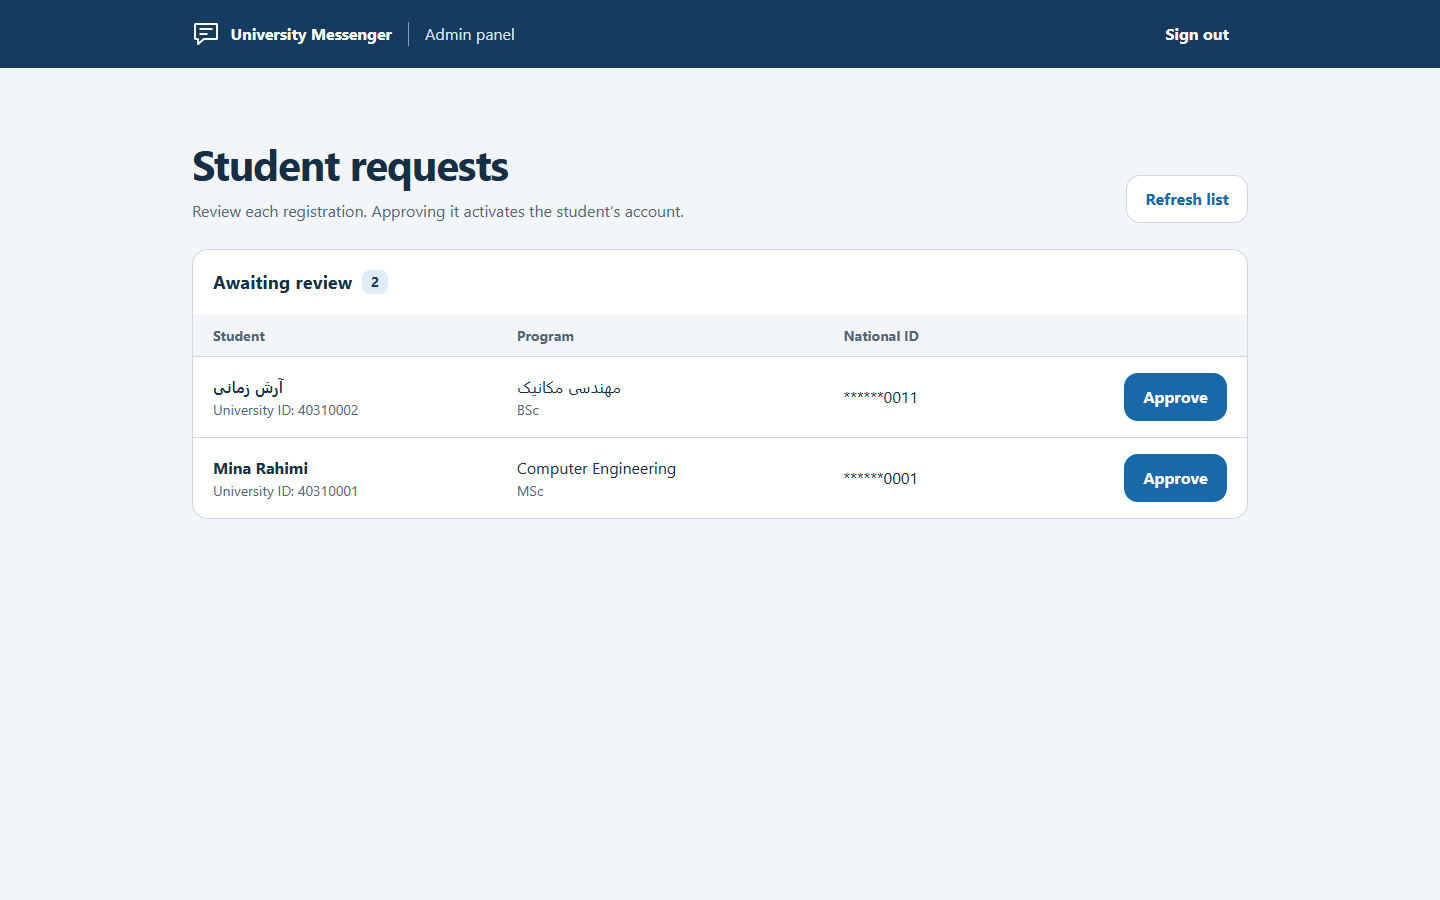 University Messenger
Admin panel
Sign out
Student requests
Review each registration. Approving it activates the student's account.
Refresh list
Awaiting review 2
Student Program National ID
آرش زمانی مهندسی مکانیک ******0011 Approve
University ID: 40310002 BSc
Mina Rahimi Computer Engineering ******0001 Approve
University ID: 40310001 MSc